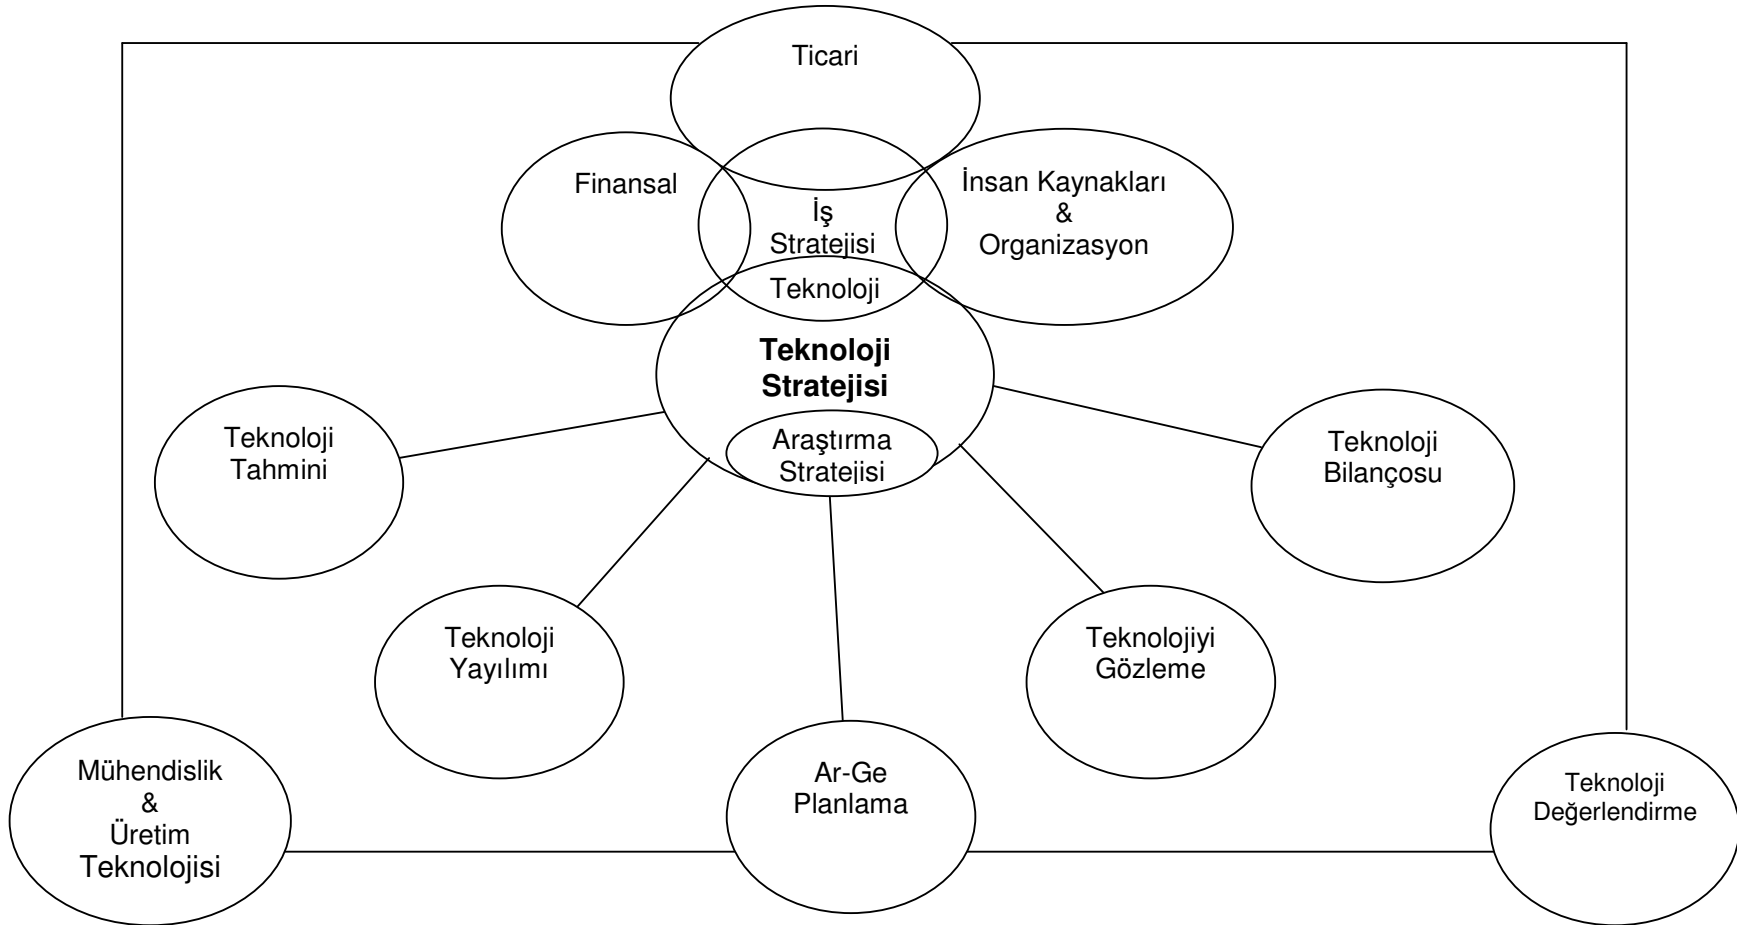 Ticari
Finansal
İnsan Kaynakları
&
Organizasyon
İş
Stratejisi
Teknoloji
Teknoloji
Stratejisi
Araştırma
Stratejisi
Teknoloji
Tahmini
Teknoloji
Bilançosu
Teknoloji
Yayılımı
Teknolojiyi
Gözleme
Mühendislik
&
Üretim
Teknolojisi
Ar-Ge
Planlama
Teknoloji
Değerlendirme